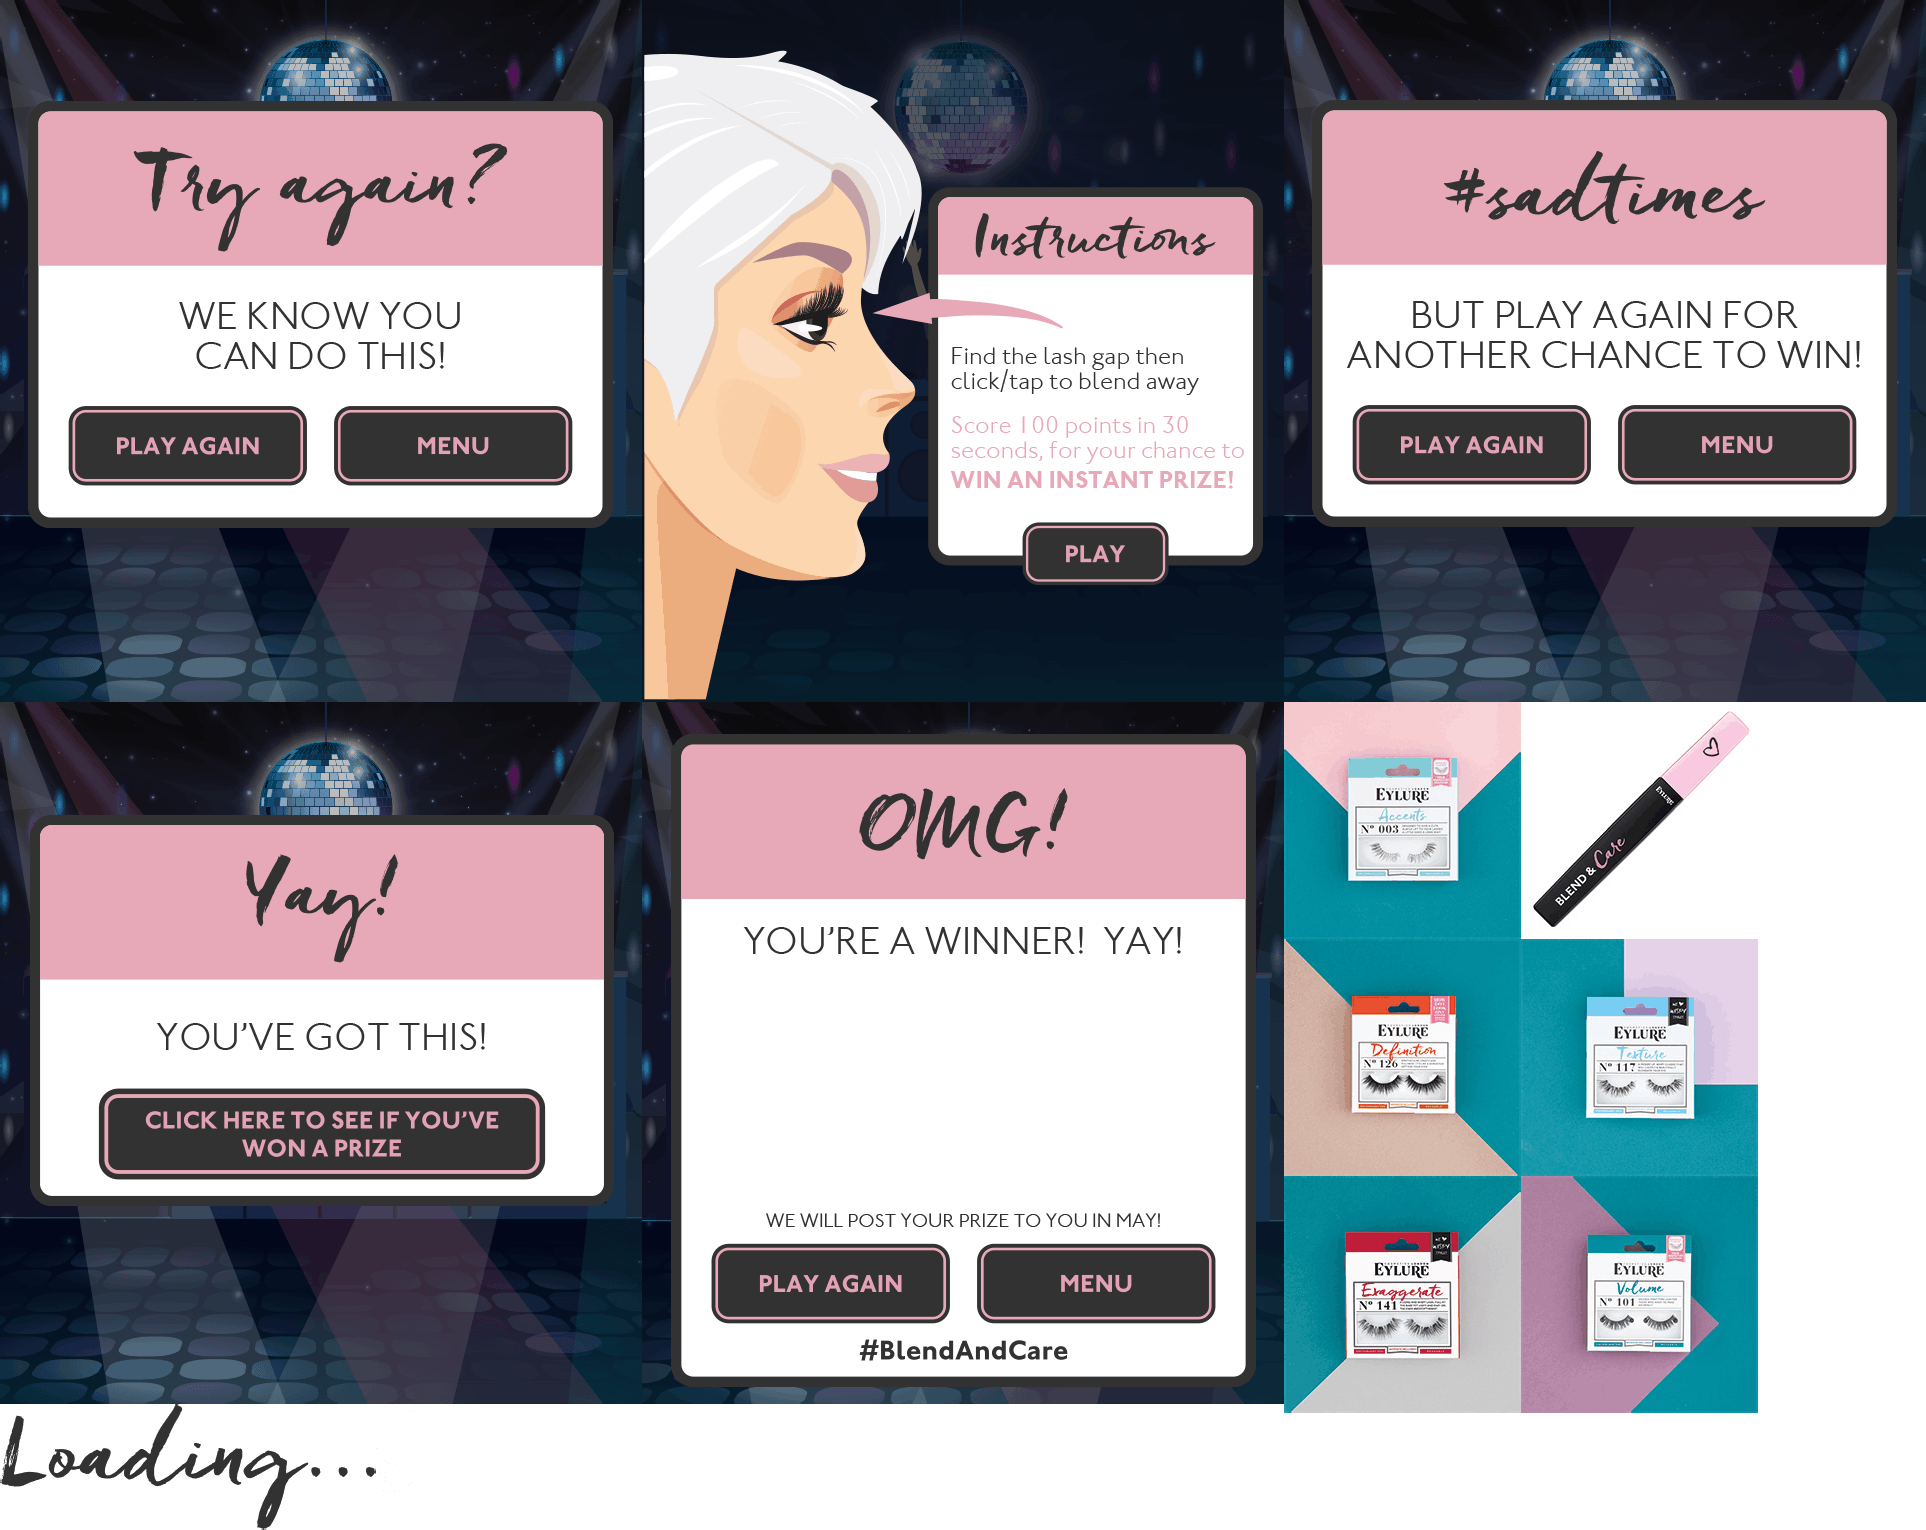 Try again?
WE KNOW YOU
CAN DO THIS!
PLAY AGAIN
MENU
Instructions
Find the lash gap then
click/tap to blend away
Score 100 points in 30
seconds, for your chance to
WIN AN INSTANT PRIZE!
PLAY
#sadtimes
BUT PLAY AGAIN FOR
ANOTHER CHANCE TO WIN!
PLAY AGAIN
MENU
Yay!
YOU'VE GOT THIS!
CLICK HERE TO SEE IF YOU'VE
WON A PRIZE
OMG!
YOU'RE A WINNER! YAY!
WE WILL POST YOUR PRIZE TO YOU IN MAY!
PLAY AGAIN
MENU
#BlendAndCare
EYLURE
Accents
Nº 003
EYLURE
BLEND & Care
EYLURE
Definition
Nº 126
EYLURE
Texture
Nº 117
EYLURE
Exaggerate
Nº 141
EYLURE
Volume
Nº 101
Loading...